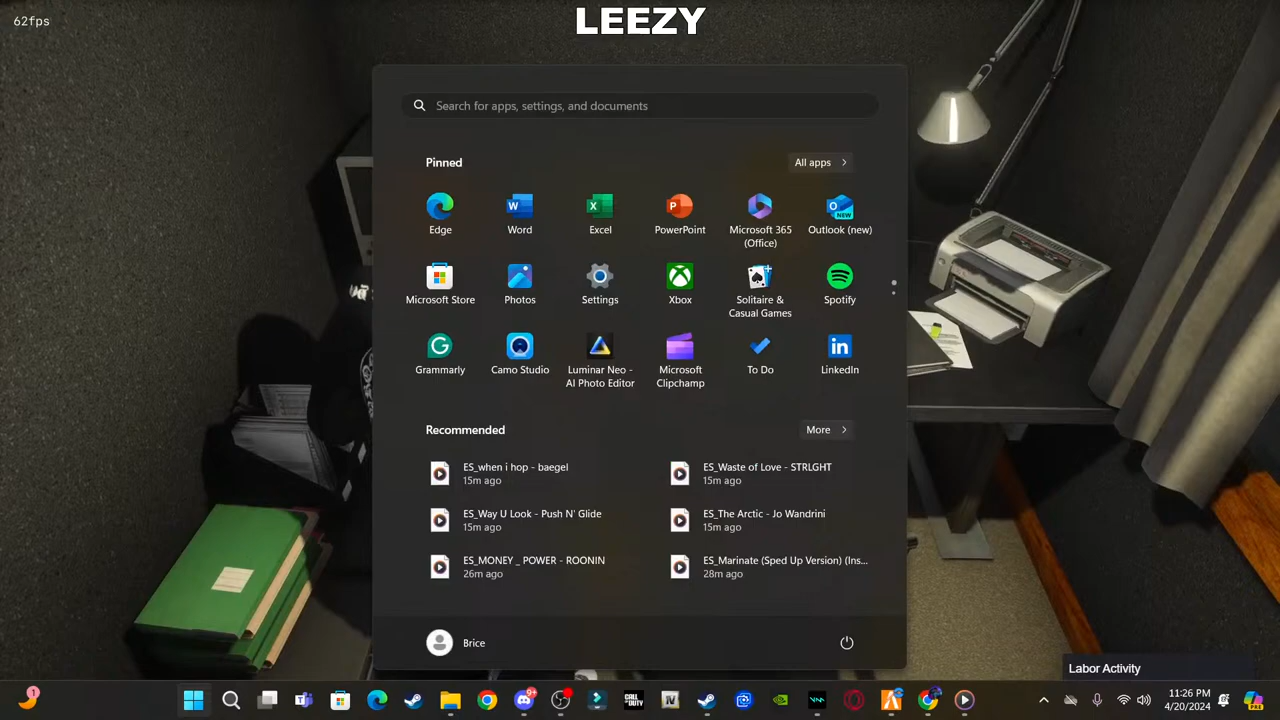 62fps
LEEZY
Search for apps, settings, and documents
Pinned
All apps
Edge
Word
Excel
PowerPoint
Microsoft 365
(Office)
Outlook (new)
Microsoft Store
Photos
Settings
Xbox
Solitaire &
Casual Games
Spotify
Grammarly
Camo Studio
Luminar Neo -
AI Photo Editor
Microsoft
Clipchamp
To Do
LinkedIn
Recommended
More
ES_when i hop - baegel
15m ago
ES_Waste of Love - STRLGHT
15m ago
ES_Way U Look - Push N' Glide
15m ago
ES_The Arctic - Jo Wandrini
15m ago
ES_MONEY _ POWER - ROONIN
26m ago
ES_Marinate (Sped Up Version) (Ins...
28m ago
Brice
Labor Activity
11:26 PM
4/20/2024